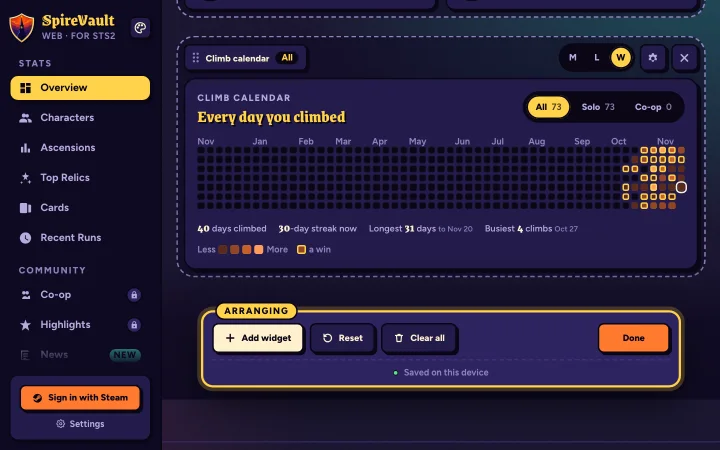 SpireVault
WEB · FOR STS2
STATS
Overview
Characters
Ascensions
Top Relics
Cards
Recent Runs
COMMUNITY
Co-op
Highlights
News NEW
Sign in with Steam
Settings
Climb calendar All
M L W
CLIMB CALENDAR
Every day you climbed
All 73 Solo 73 Co-op 0
Nov Jan Feb Mar Apr May Jun Jul Aug Sep Oct Nov
40 days climbed 30-day streak now Longest 31 days to Nov 20 Busiest 4 climbs Oct 27
Less More a win
ARRANGING
Add widget Reset Clear all Done
Saved on this device